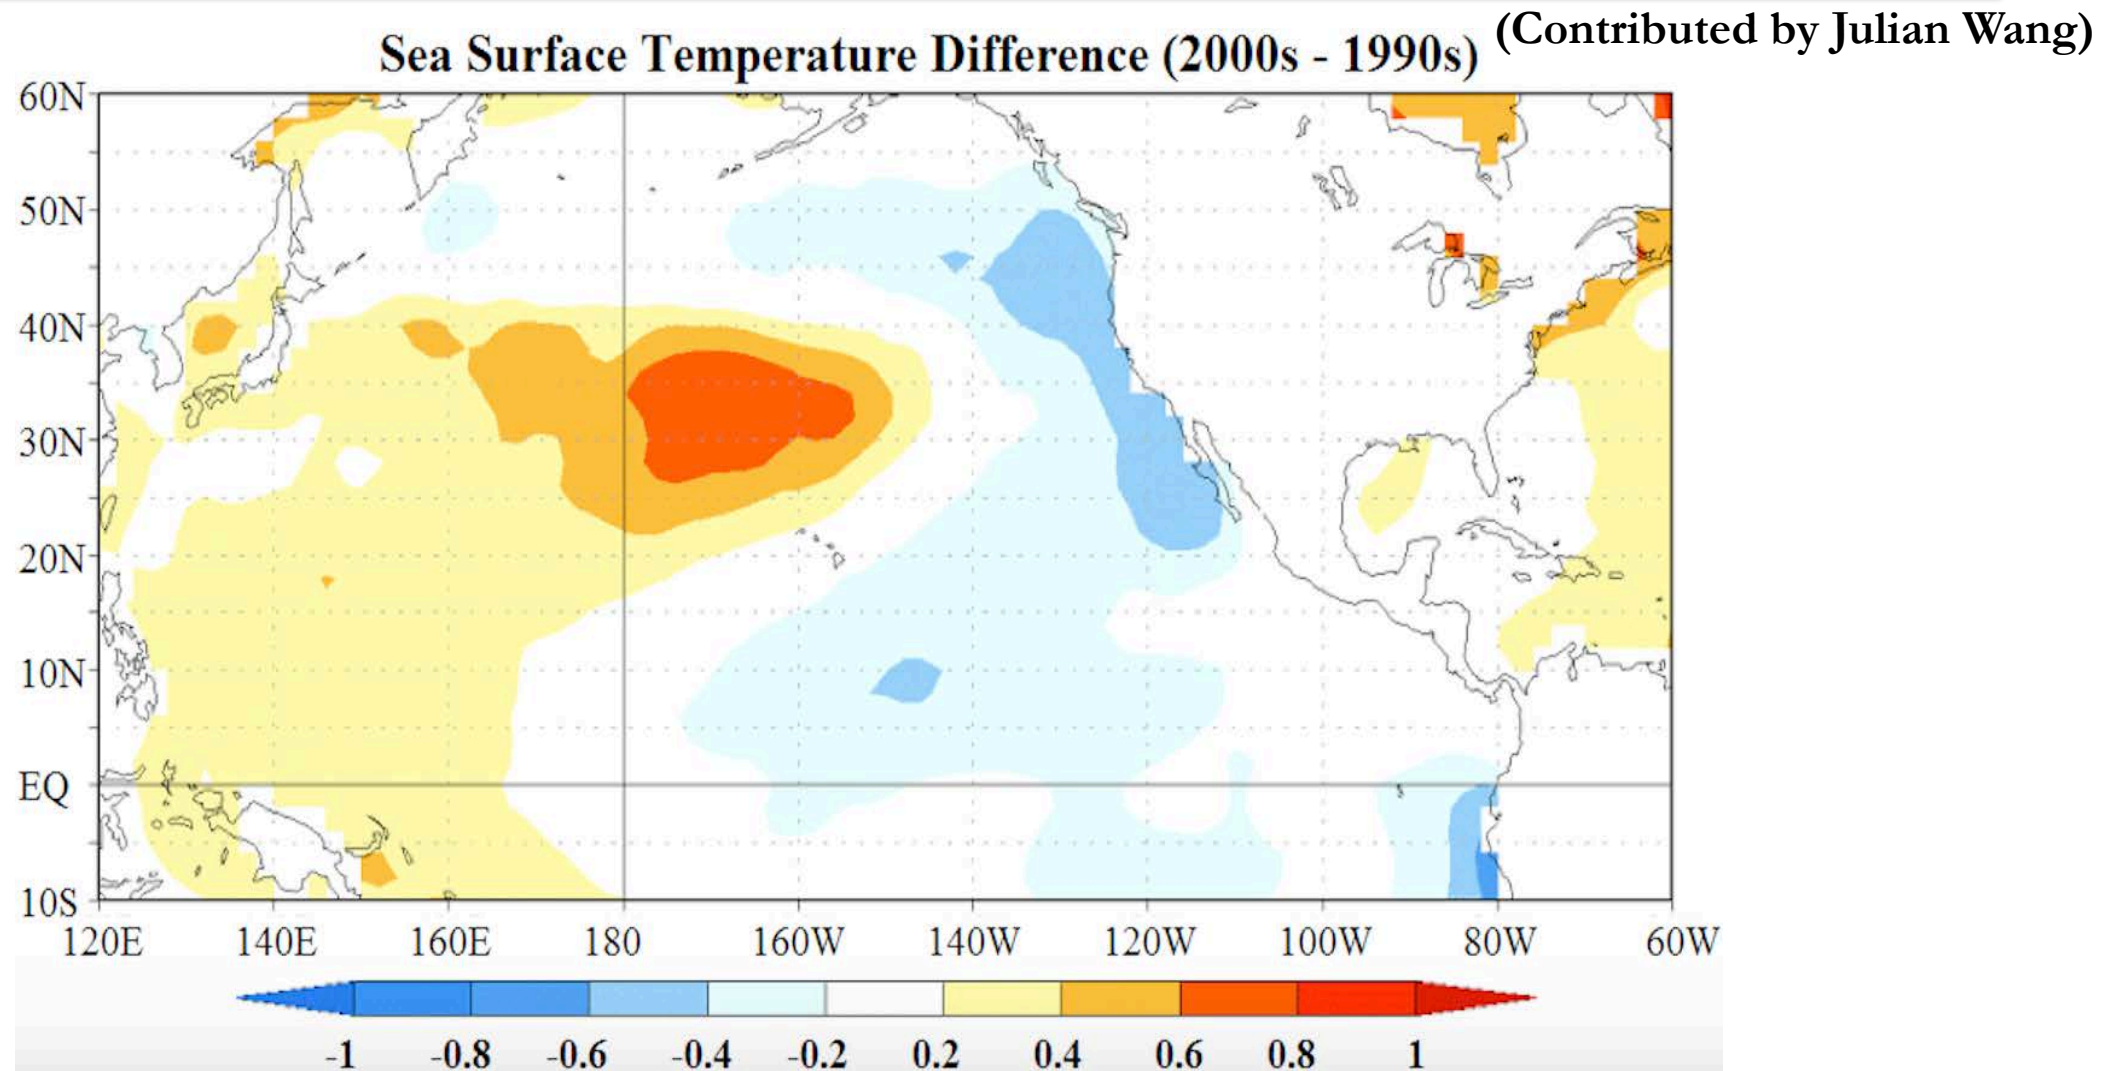 (Contributed by Julian Wang)
Sea Surface Temperature Difference (2000s - 1990s)
60N
50N
40N
30N
20N
10N
EQ
10S
120E 140E 160E 180 160W 140W 120W 100W 80W 60W
-1 -0.8 -0.6 -0.4 -0.2 0.2 0.4 0.6 0.8 1